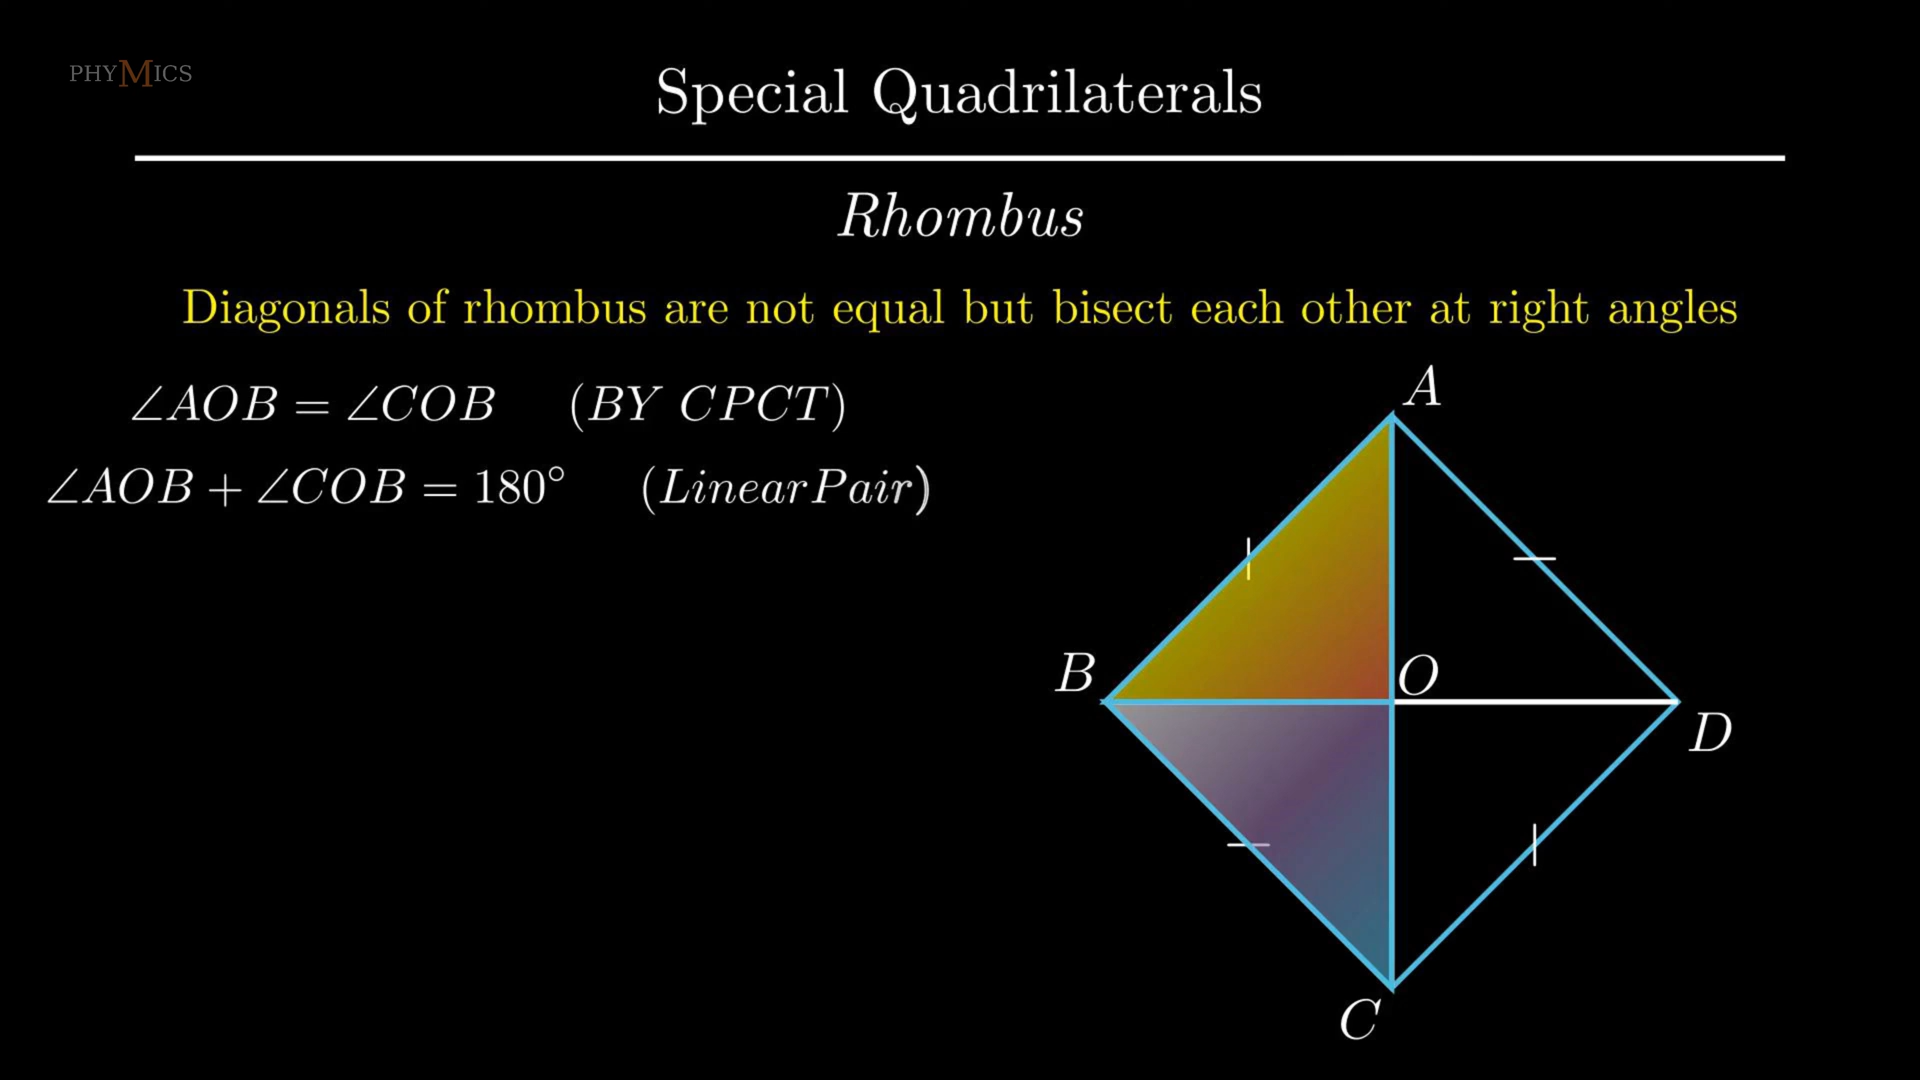 PHYMICS
Special Quadrilaterals
Rhombus
Diagonals of rhombus are not equal but bisect each other at right angles
∠AOB = ∠COB (BY CPCT)
∠AOB + ∠COB = 180° (LinearPair)
A
B
O
D
C